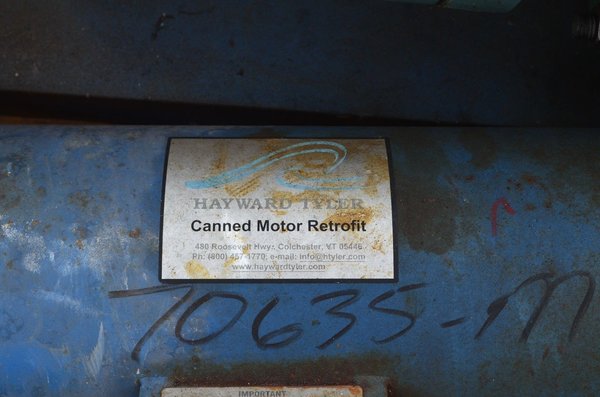 HAYWARD TYLER
Canned Motor Retrofit
480 Roosevelt Hwy., Colchester, VT 05446
Ph: (800) 457-1770; e-mail: info@htyler.com
www.haywardtyler.com
70635-M
IMPORTANT